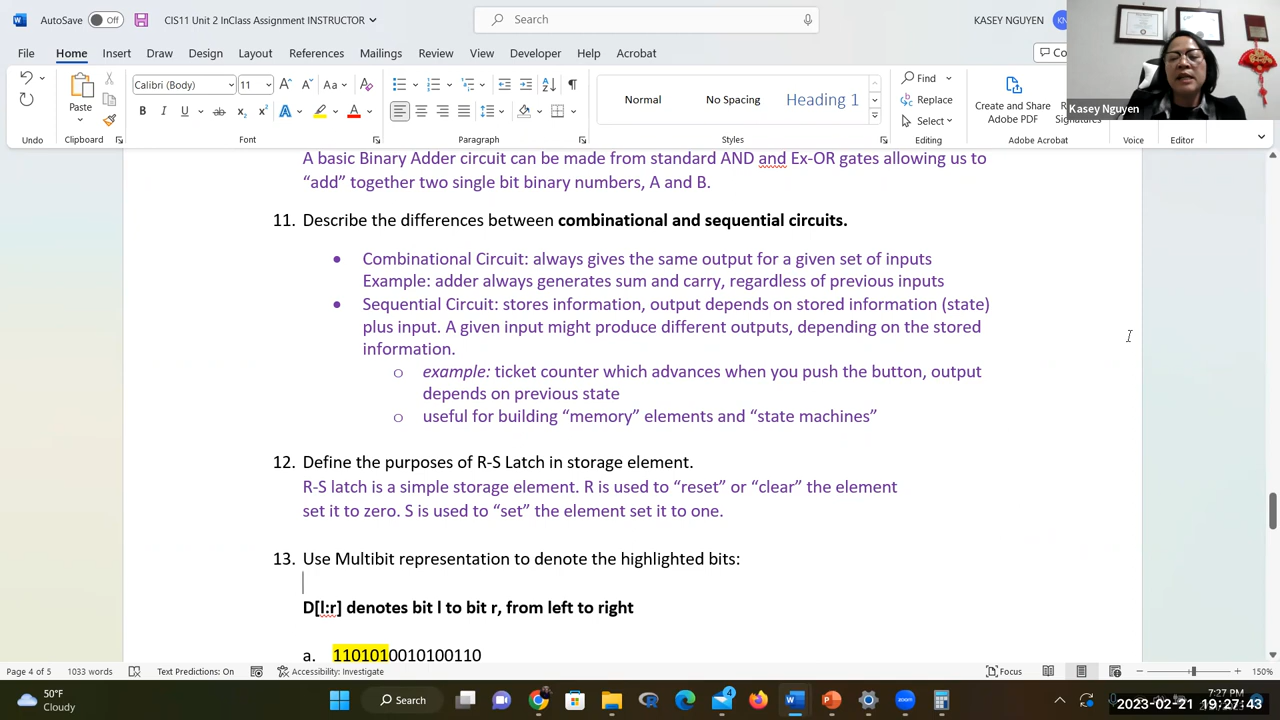 AutoSave Off CIS11 Unit 2 InClass Assignment INSTRUCTOR Search KASEY NGUYEN KN
File Home Insert Draw Design Layout References Mailings Review View Developer Help Acrobat Co
Calibri (Body) 11 Aa Normal No Spacing Heading 1 Find
Paste Replace Create and Share
Select Adobe PDF Signatures
Undo Clipboard Font Paragraph Styles Editing Adobe Acrobat Voice Editor
Kasey Nguyen
A basic Binary Adder circuit can be made from standard AND and Ex-OR gates allowing us to
“add” together two single bit binary numbers, A and B.
11. Describe the differences between combinational and sequential circuits.
• Combinational Circuit: always gives the same output for a given set of inputs
Example: adder always generates sum and carry, regardless of previous inputs
• Sequential Circuit: stores information, output depends on stored information (state)
plus input. A given input might produce different outputs, depending on the stored
information.
o example: ticket counter which advances when you push the button, output
depends on previous state
o useful for building “memory” elements and “state machines”
12. Define the purposes of R-S Latch in storage element.
R-S latch is a simple storage element. R is used to “reset” or “clear” the element
set it to zero. S is used to “set” the element set it to one.
13. Use Multibit representation to denote the highlighted bits:
D[l:r] denotes bit l to bit r, from left to right
a. 1101010010100110
Page 4 of 5 1033 words Text Predictions: On Accessibility: Investigate Focus 150%
50°F
Cloudy
Search
4
7:27 PM
2023-02-21 19:27:43